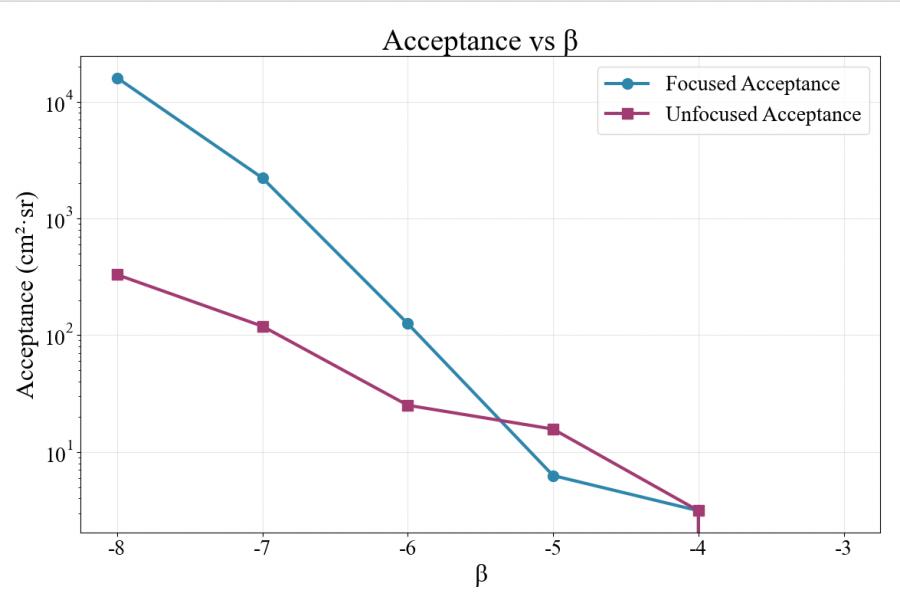 Acceptance vs β
Focused Acceptance
Unfocused Acceptance
Acceptance (cm²·sr)
10⁴
10³
10²
10¹
-8 -7 -6 -5 -4 -3
β